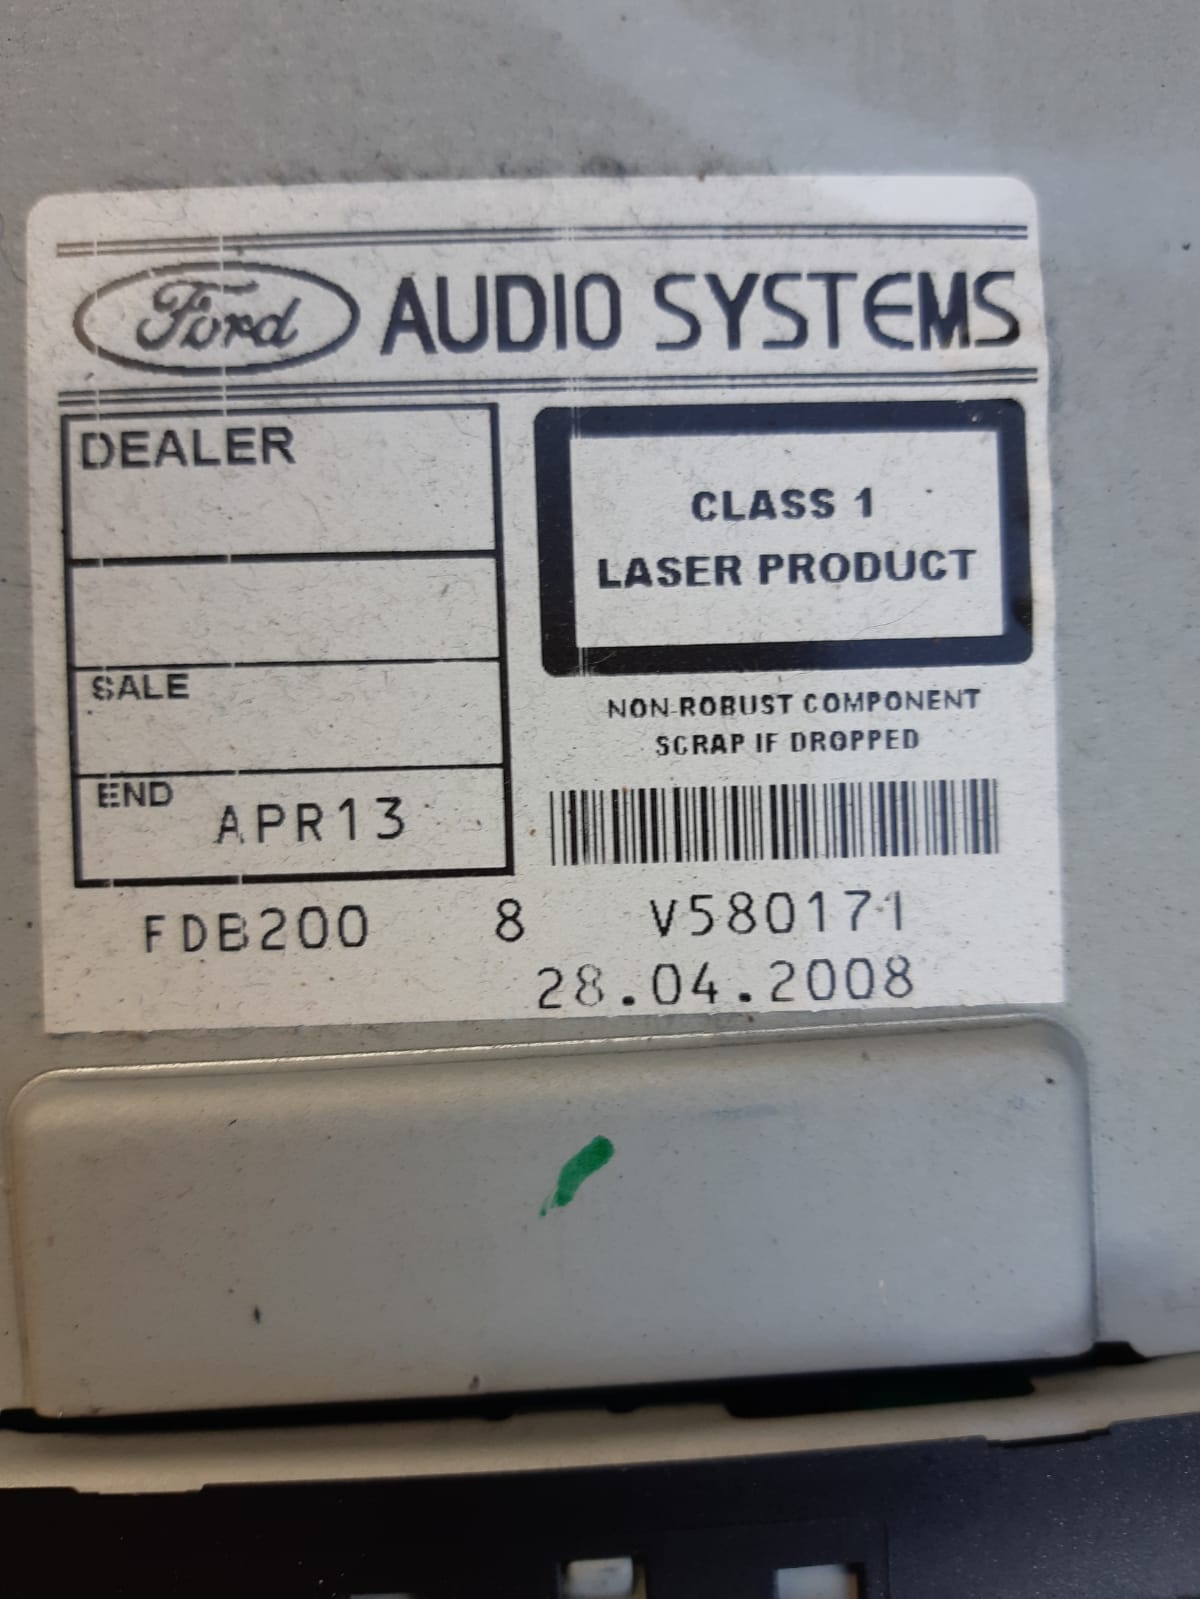 Ford AUDIO SYSTEMS
DEALER
SALE
END APR13
CLASS 1
LASER PRODUCT
NON-ROBUST COMPONENT
SCRAP IF DROPPED
FDB200 8 V580171
28.04.2008